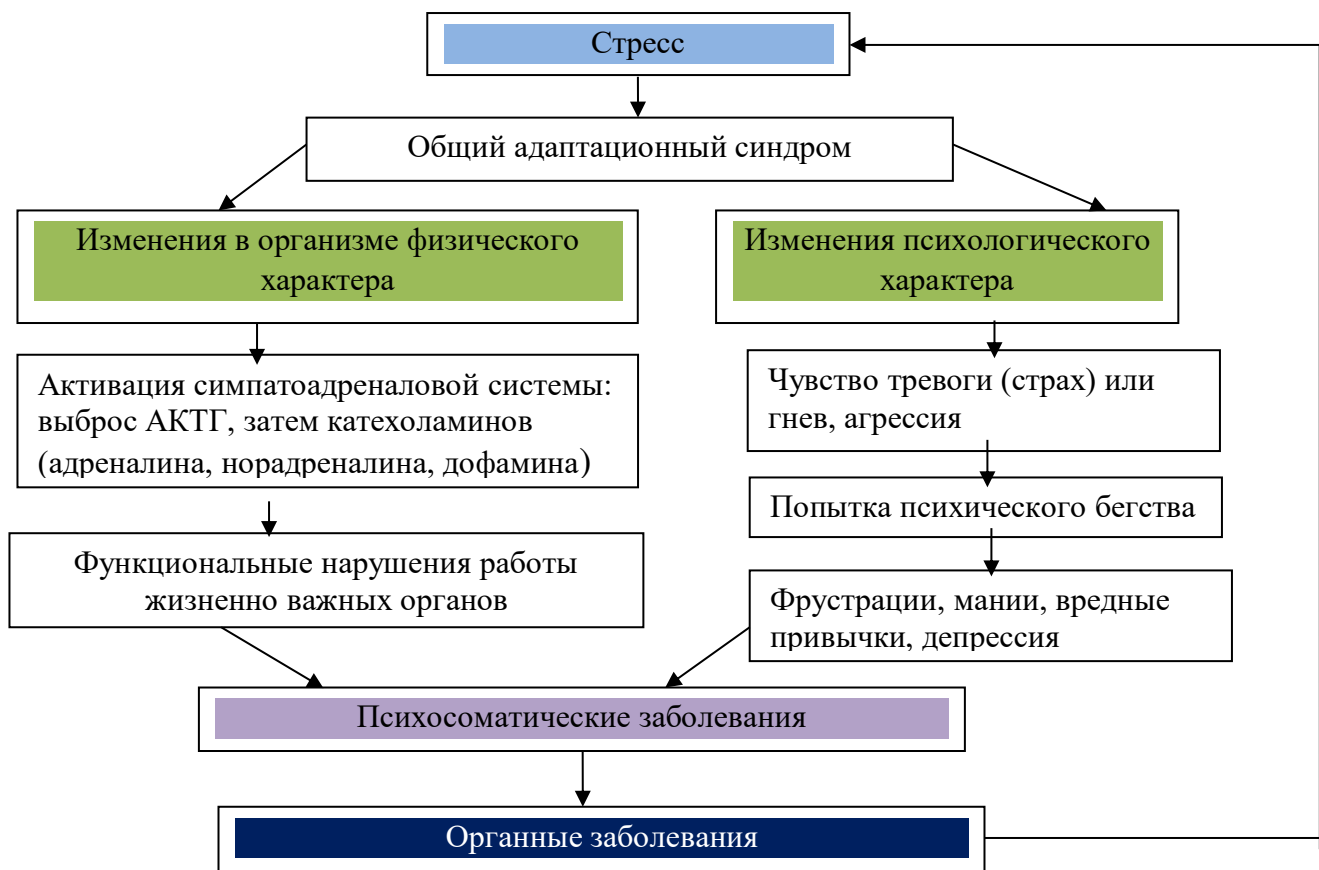 Стресс
Общий адаптационный синдром
Изменения в организме физического
характера
Изменения психологического
характера
Активация симпатоадреналовой системы:
выброс АКТГ, затем катехоламинов
(адреналина, норадреналина, дофамина)
Чувство тревоги (страх) или
гнев, агрессия
Попытка психического бегства
Функциональные нарушения работы
жизненно важных органов
Фрустрации, мании, вредные
привычки, депрессия
Психосоматические заболевания
Органные заболевания